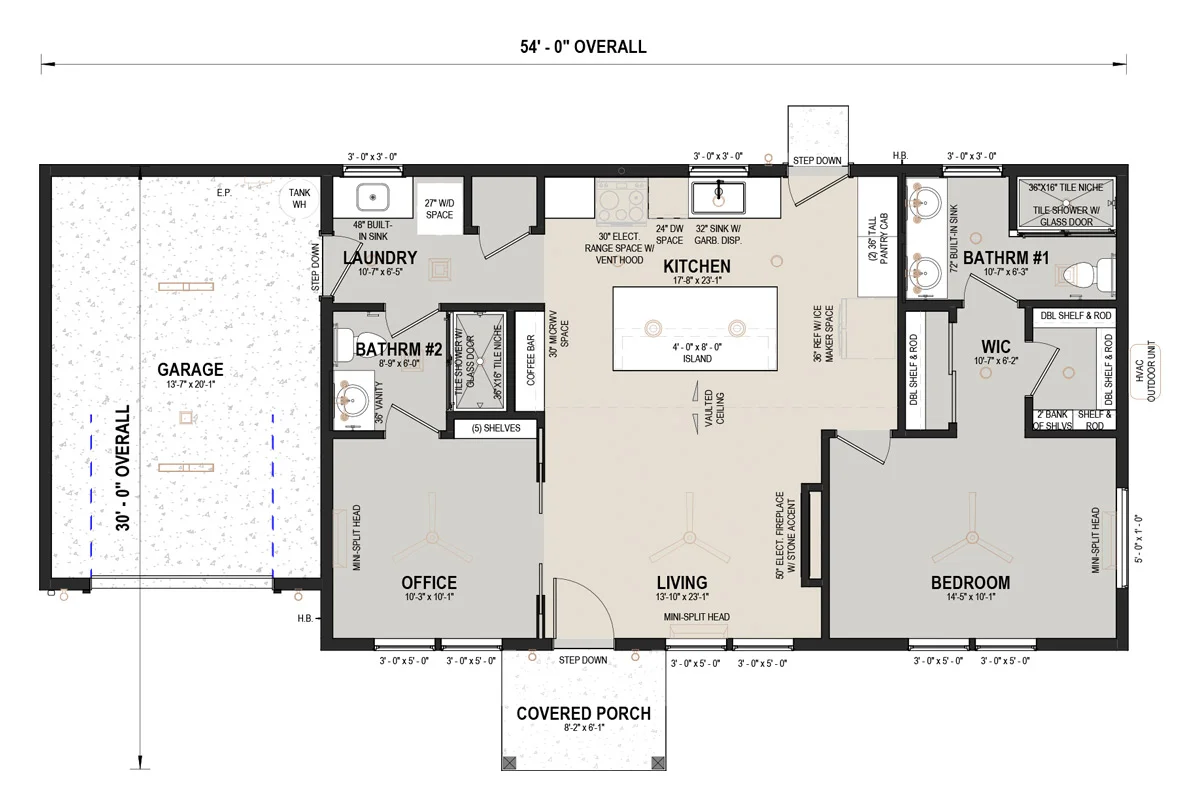 54' - 0" OVERALL
STEP DOWN
3' - 0" x 3' - 0"
3' - 0" x 3' - 0"
H.B.
3' - 0" x 3' - 0"
E.P.
TANK
WH
48" BUILT-
IN SINK
27" W/D
SPACE
LAUNDRY
10'-7" x 6'-5"
STEP DOWN
30" ELECT.
RANGE SPACE W/
VENT HOOD
24" DW
SPACE
32" SINK W/
GARB. DISP.
KITCHEN
17'-8" x 23'-1"
(2) 36" TALL
PANTRY CAB
72" BUILT-IN SINK
36"X16" TILE NICHE
TILE SHOWER W/
GLASS DOOR
BATHRM #1
10'-7" x 6'-3"
GARAGE
13'-7" x 20'-1"
30' - 0" OVERALL
BATHRM #2
8'-9" x 6'-0"
36" VANITY
TILE SHOWER W/
GLASS DOOR
36"X16" TILE NICHE
COFFEE BAR
30" MICRWV
SPACE
4' - 0" x 8' - 0"
ISLAND
36" REF W/ ICE
MAKER SPACE
DBL SHELF & ROD
WIC
10'-7" x 6'-2"
DBL SHELF & ROD
DBL SHELF & ROD
2' BANK
OF SHLVS
SHELF &
ROD
HVAC
OUTDOOR UNIT
VAULTED
CEILING
(5) SHELVES
MINI-SPLIT HEAD
OFFICE
10'-3" x 10'-1"
LIVING
13'-10" x 23'-1"
MINI-SPLIT HEAD
50" ELECT. FIREPLACE
W/ STONE ACCENT
BEDROOM
14'-5" x 10'-1"
MINI-SPLIT HEAD
5' - 0" x 1' - 0"
H.B.
3' - 0" x 5' - 0"
3' - 0" x 5' - 0"
STEP DOWN
3' - 0" x 5' - 0"
3' - 0" x 5' - 0"
3' - 0" x 5' - 0"
3' - 0" x 5' - 0"
COVERED PORCH
8'-2" x 6'-1"